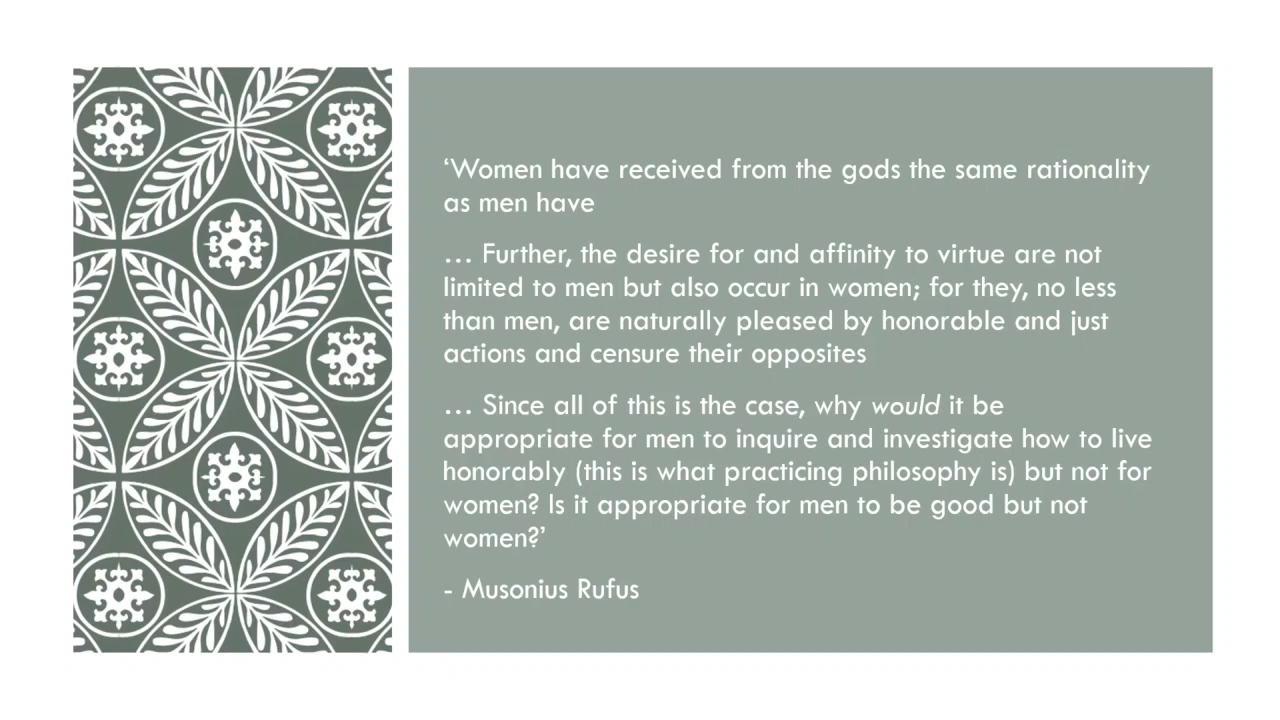 ‘Women have received from the gods the same rationality
as men have
… Further, the desire for and affinity to virtue are not
limited to men but also occur in women; for they, no less
than men, are naturally pleased by honorable and just
actions and censure their opposites
… Since all of this is the case, why would it be
appropriate for men to inquire and investigate how to live
honorably (this is what practicing philosophy is) but not for
women? Is it appropriate for men to be good but not
women?’
- Musonius Rufus